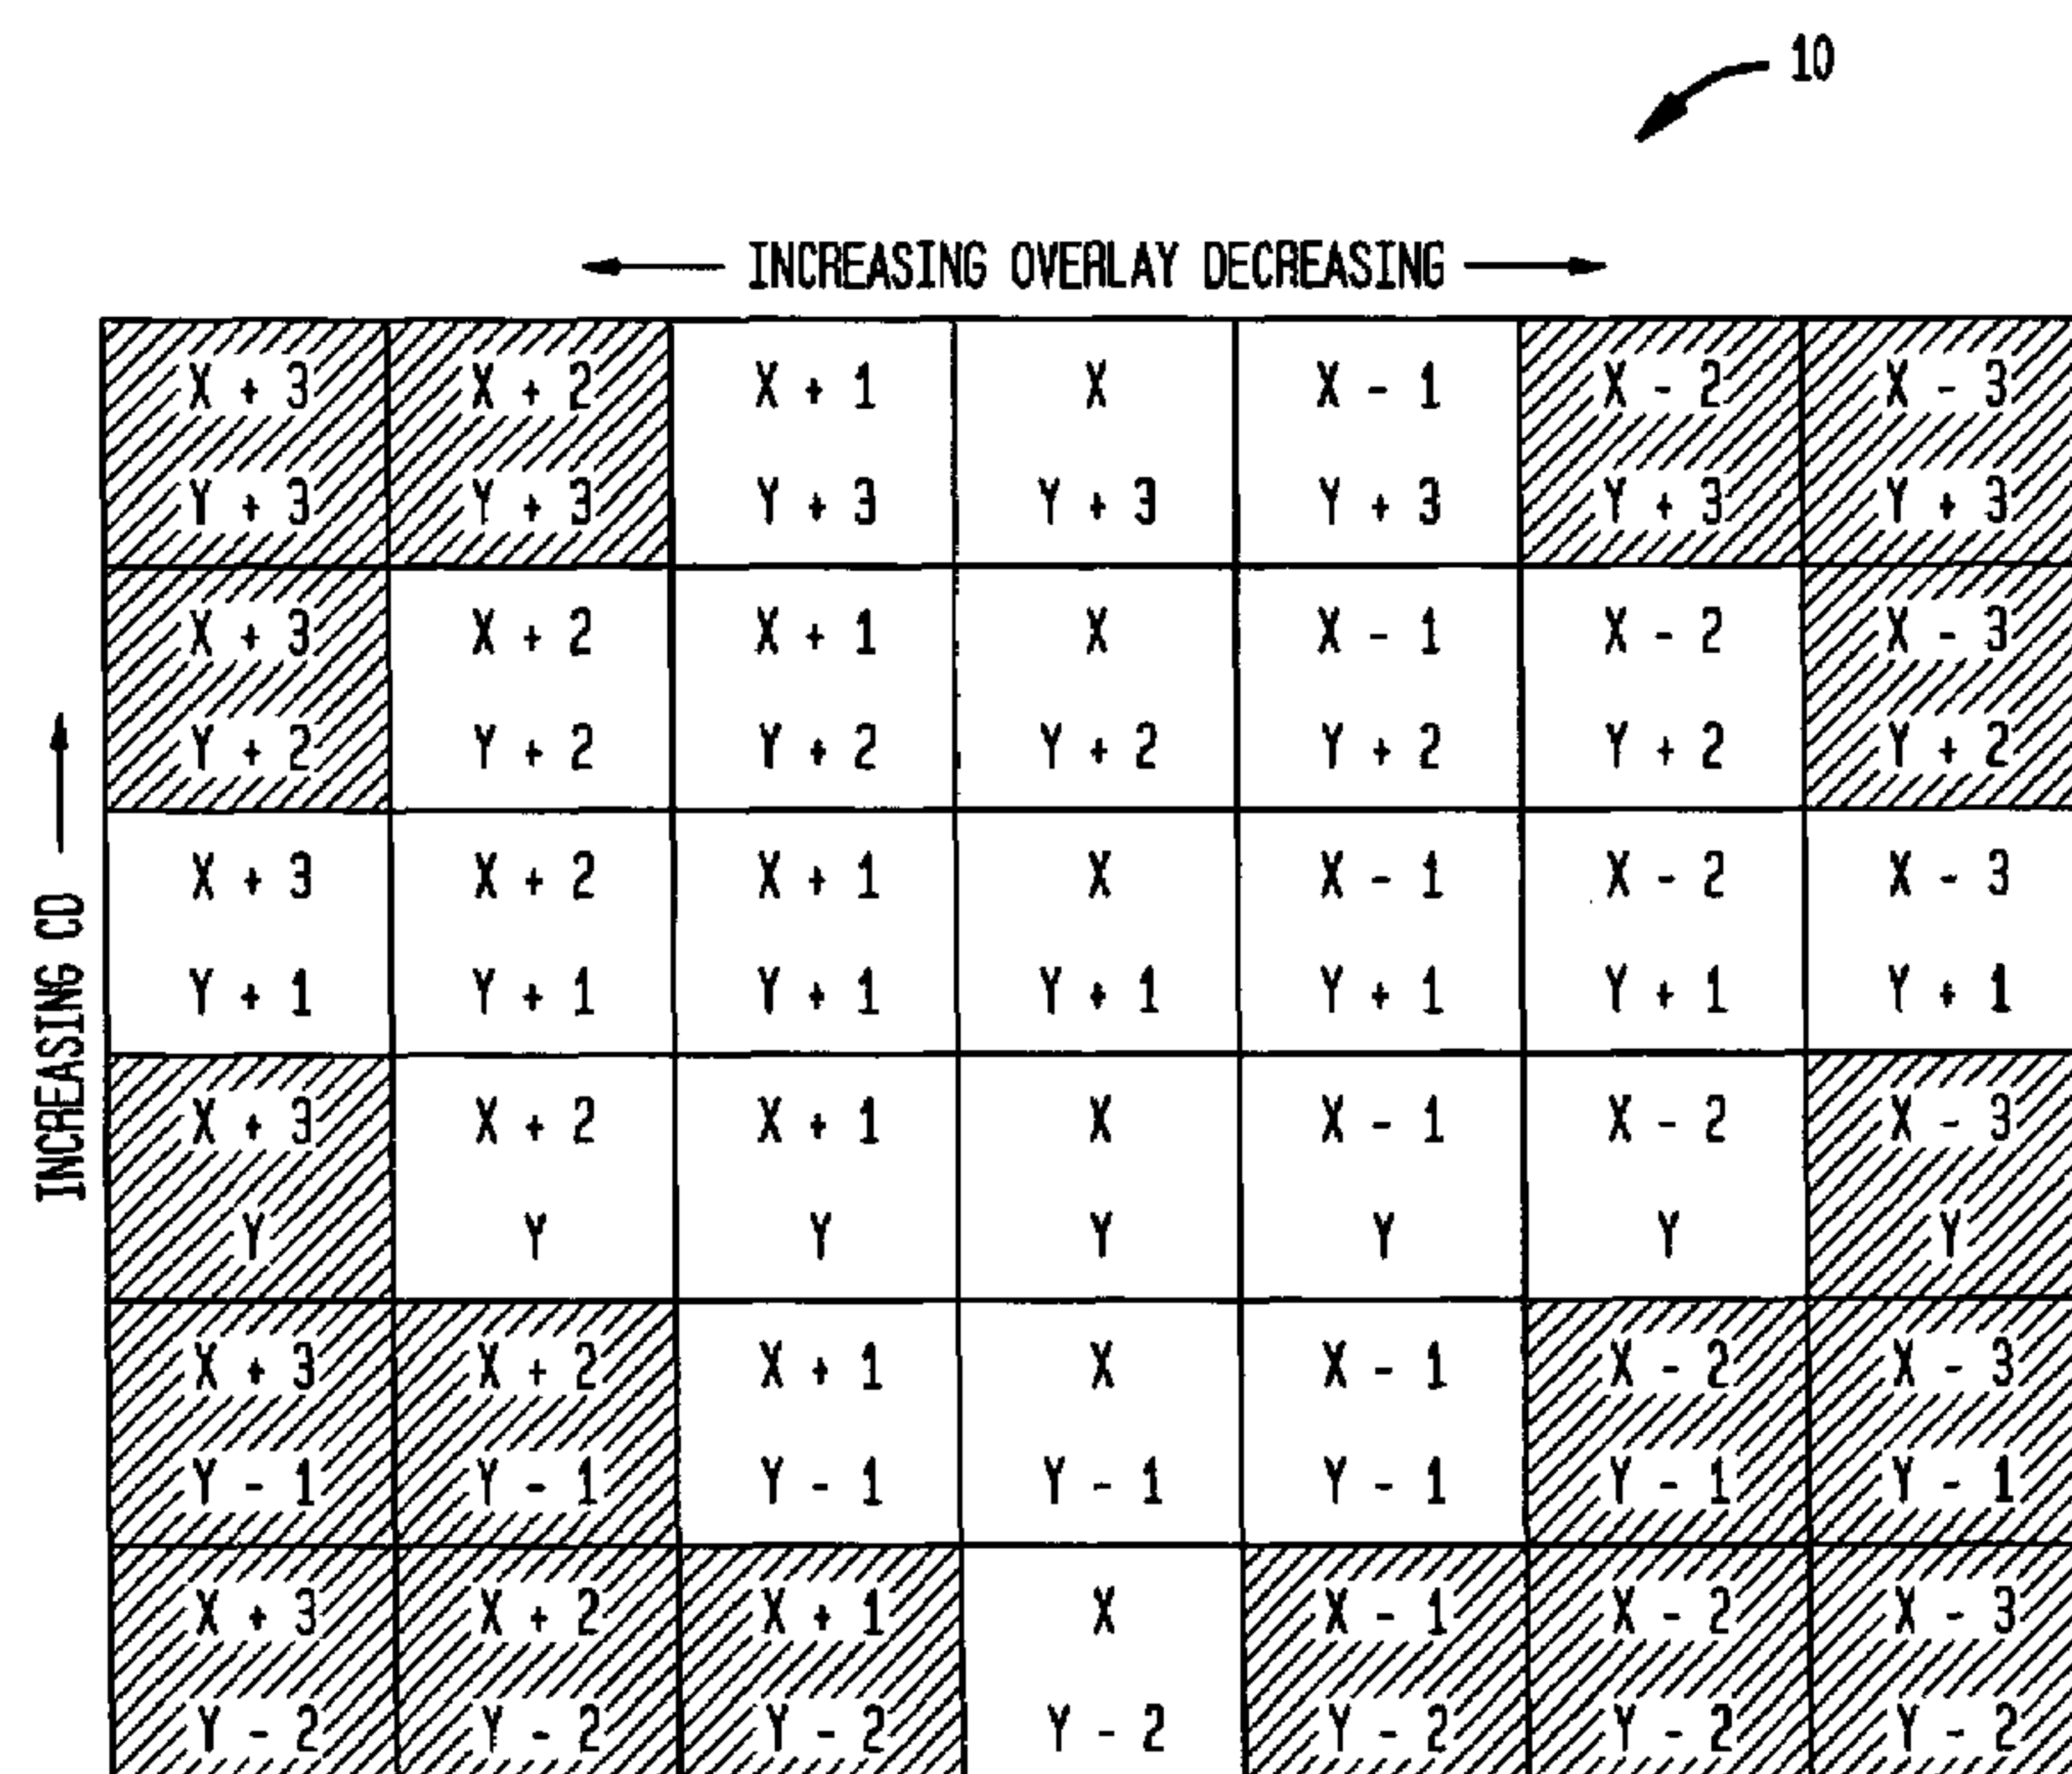 10
INCREASING OVERLAY DECREASING
INCREASING CD
X + 3 X + 2 X + 1 X X - 1 X - 2 X - 3
Y + 3 Y + 3 Y + 3 Y + 3 Y + 3 Y + 3 Y + 3
X + 3 X + 2 X + 1 X X - 1 X - 2 X - 3
Y + 2 Y + 2 Y + 2 Y + 2 Y + 2 Y + 2 Y + 2
X + 3 X + 2 X + 1 X X - 1 X - 2 X - 3
Y + 1 Y + 1 Y + 1 Y + 1 Y + 1 Y + 1 Y + 1
X + 3 X + 2 X + 1 X X - 1 X - 2 X - 3
Y Y Y Y Y Y Y
X + 3 X + 2 X + 1 X X - 1 X - 2 X - 3
Y - 1 Y - 1 Y - 1 Y - 1 Y - 1 Y - 1 Y - 1
X + 3 X + 2 X + 1 X X - 1 X - 2 X - 3
Y - 2 Y - 2 Y - 2 Y - 2 Y - 2 Y - 2 Y - 2